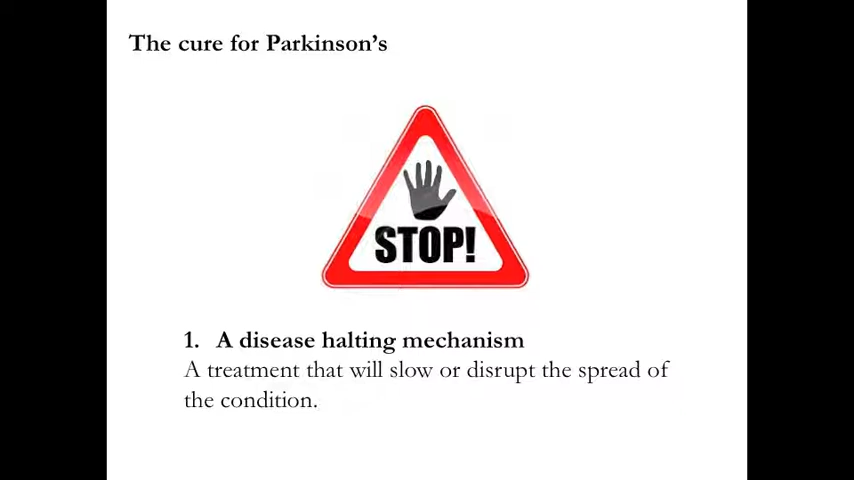 The cure for Parkinson’s
STOP!
1. A disease halting mechanism
A treatment that will slow or disrupt the spread of
the condition.